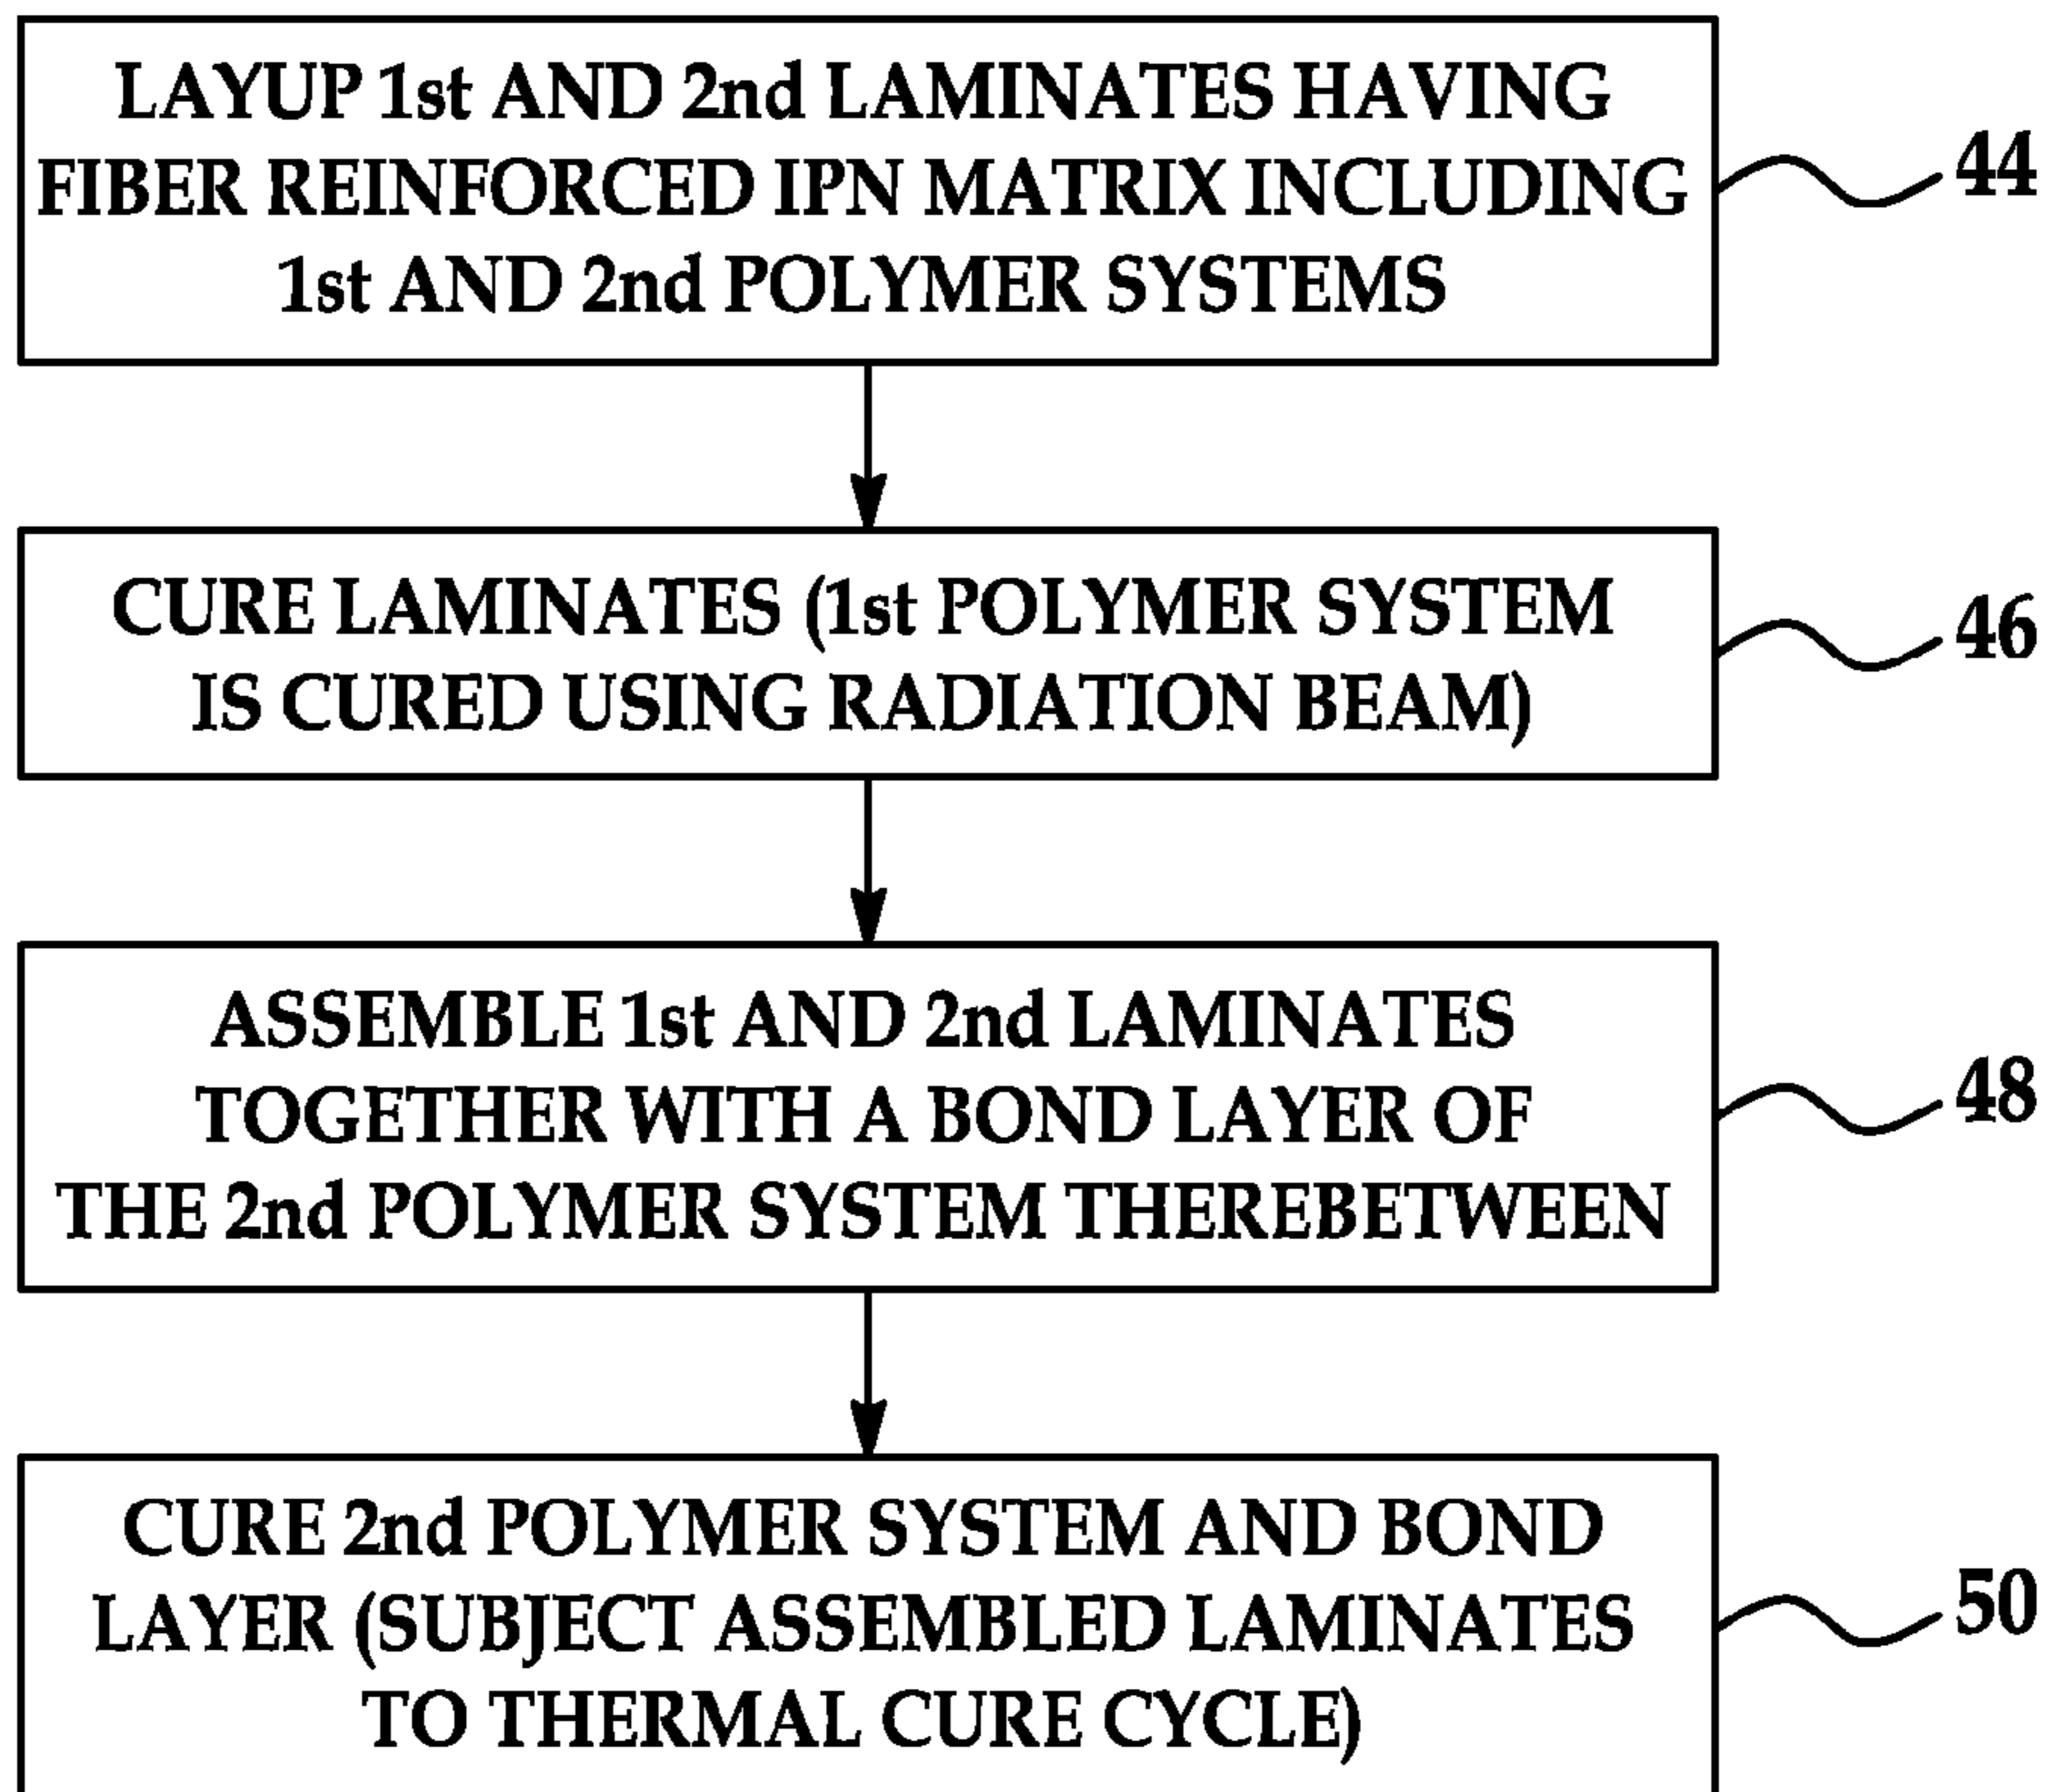 LAYUP 1st AND 2nd LAMINATES HAVING
FIBER REINFORCED IPN MATRIX INCLUDING
1st AND 2nd POLYMER SYSTEMS
44
CURE LAMINATES (1st POLYMER SYSTEM
IS CURED USING RADIATION BEAM)
46
ASSEMBLE 1st AND 2nd LAMINATES
TOGETHER WITH A BOND LAYER OF
THE 2nd POLYMER SYSTEM THEREBETWEEN
48
CURE 2nd POLYMER SYSTEM AND BOND
LAYER (SUBJECT ASSEMBLED LAMINATES
TO THERMAL CURE CYCLE)
50